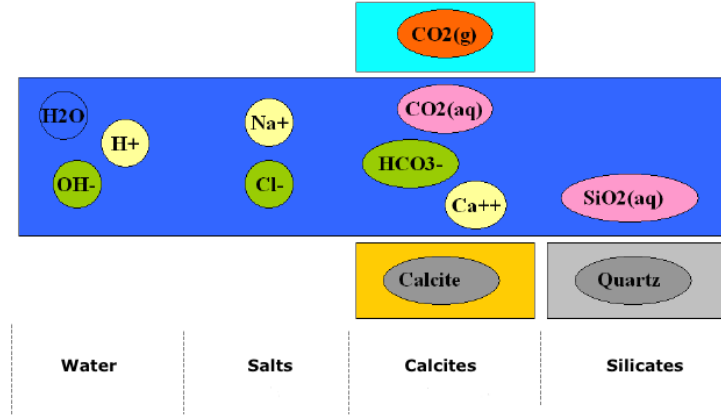 CO2(g)
H2O
H+
OH-
Na+
Cl-
CO2(aq)
HCO3-
Ca++
SiO2(aq)
Calcite
Quartz
Water
Salts
Calcites
Silicates